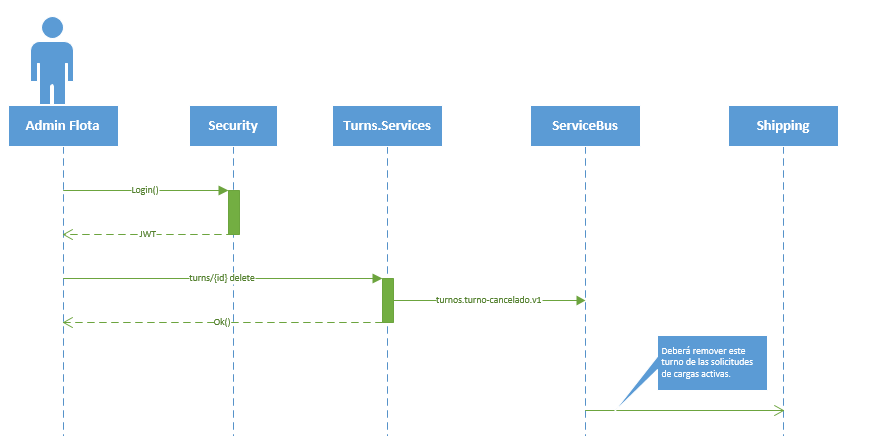 Admin Flota
Security
Turns.Services
ServiceBus
Shipping
Login()
JWT
turns/{id} delete
turnos.turno-cancelado.v1
Ok()
Deberá remover este
turno de las solicitudes
de cargas activas.